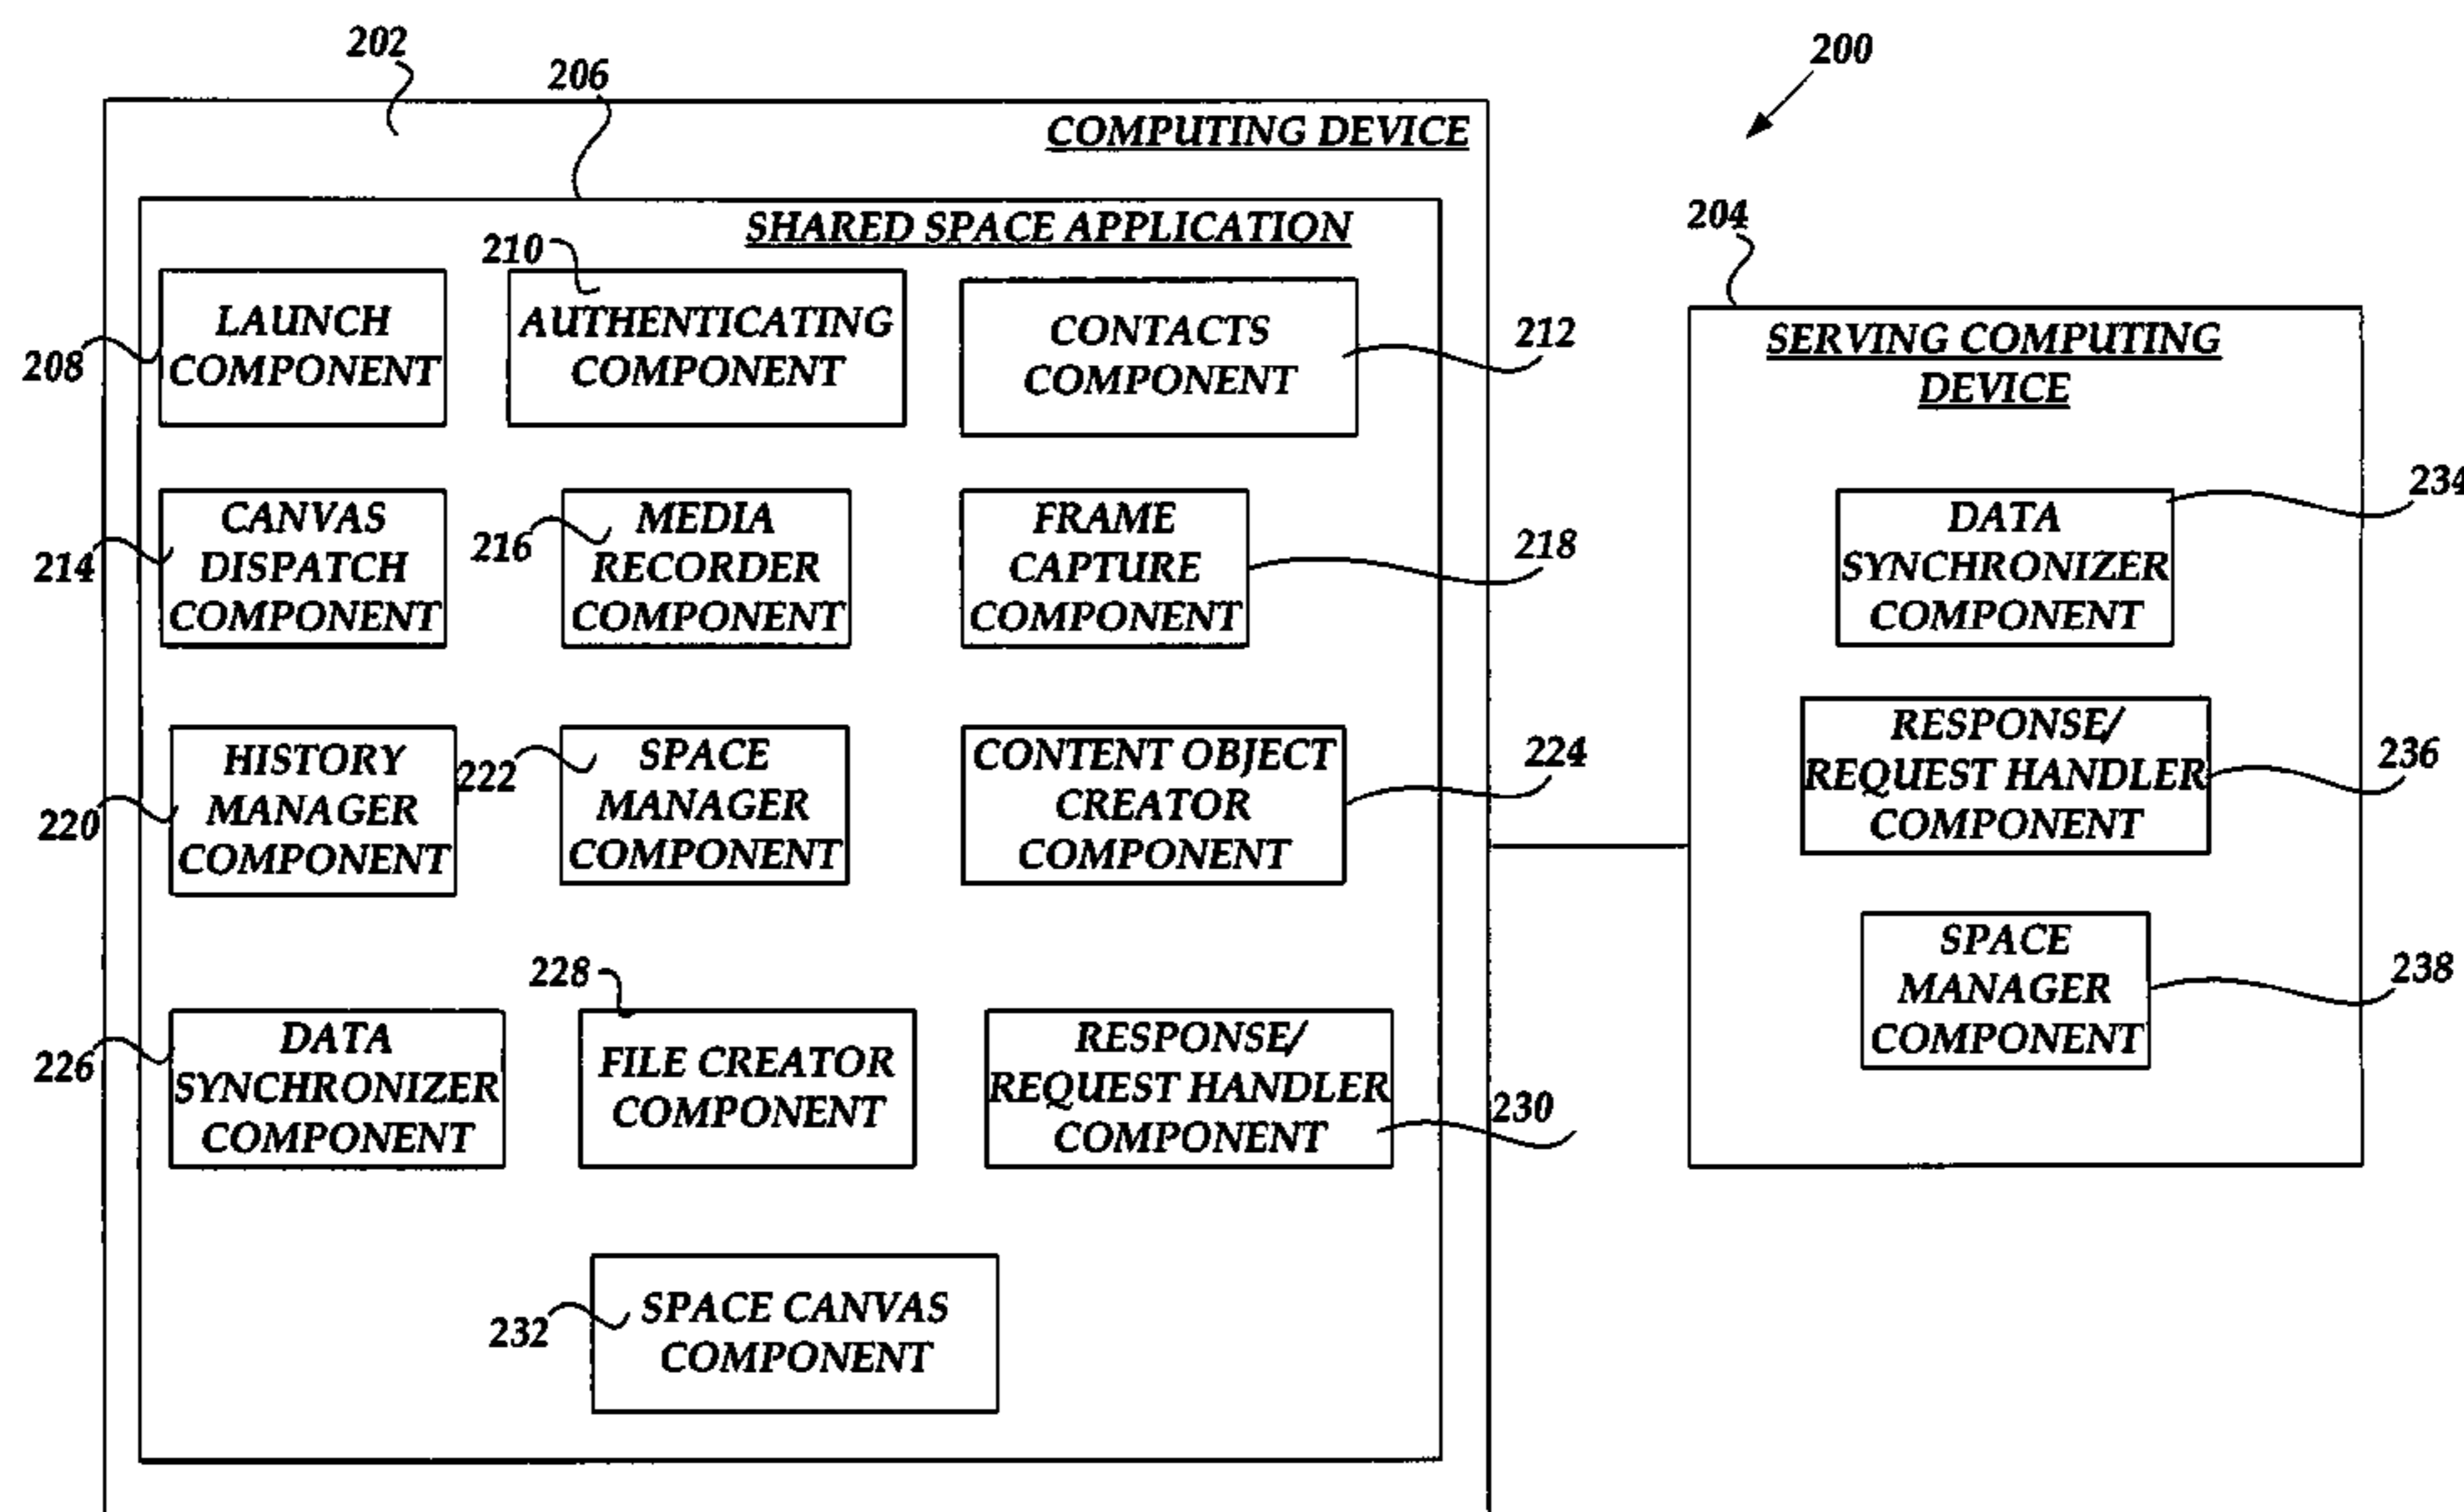 202
206
200
COMPUTING DEVICE
SHARED SPACE APPLICATION
204
210
LAUNCH
COMPONENT
208
AUTHENTICATING
COMPONENT
CONTACTS
COMPONENT
212
SERVING COMPUTING
DEVICE
CANVAS
DISPATCH
COMPONENT
214
MEDIA
RECORDER
COMPONENT
216
FRAME
CAPTURE
COMPONENT
218
DATA
SYNCHRONIZER
COMPONENT
234
HISTORY
MANAGER
COMPONENT
220
SPACE
MANAGER
COMPONENT
222
CONTENT OBJECT
CREATOR
COMPONENT
224
RESPONSE/
REQUEST HANDLER
COMPONENT
236
SPACE
MANAGER
COMPONENT
238
DATA
SYNCHRONIZER
COMPONENT
226
228
FILE CREATOR
COMPONENT
RESPONSE/
REQUEST HANDLER
COMPONENT
230
SPACE CANVAS
COMPONENT
232